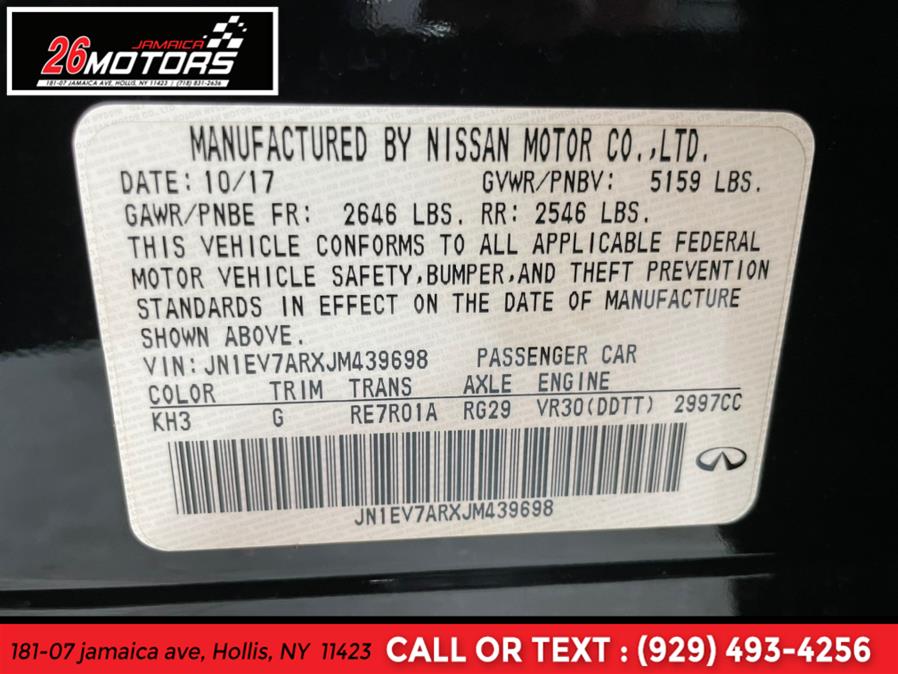 JAMAICA
26MOTORS
181-07 JAMAICA AVE, HOLLIS, NY 11423 | (718) 831-2636
MANUFACTURED BY NISSAN MOTOR CO.,LTD.
DATE: 10/17 GVWR/PNBV: 5159 LBS.
GAWR/PNBE FR: 2646 LBS. RR: 2546 LBS.
THIS VEHICLE CONFORMS TO ALL APPLICABLE FEDERAL
MOTOR VEHICLE SAFETY,BUMPER,AND THEFT PREVENTION
STANDARDS IN EFFECT ON THE DATE OF MANUFACTURE
SHOWN ABOVE.
VIN:JN1EV7ARXJM439698 PASSENGER CAR
COLOR TRIM TRANS AXLE ENGINE
KH3 G RE7R01A RG29 VR30(DDTT) 2997CC
JN1EV7ARXJM439698
181-07 jamaica ave, Hollis, NY 11423 CALL OR TEXT : (929) 493-4256